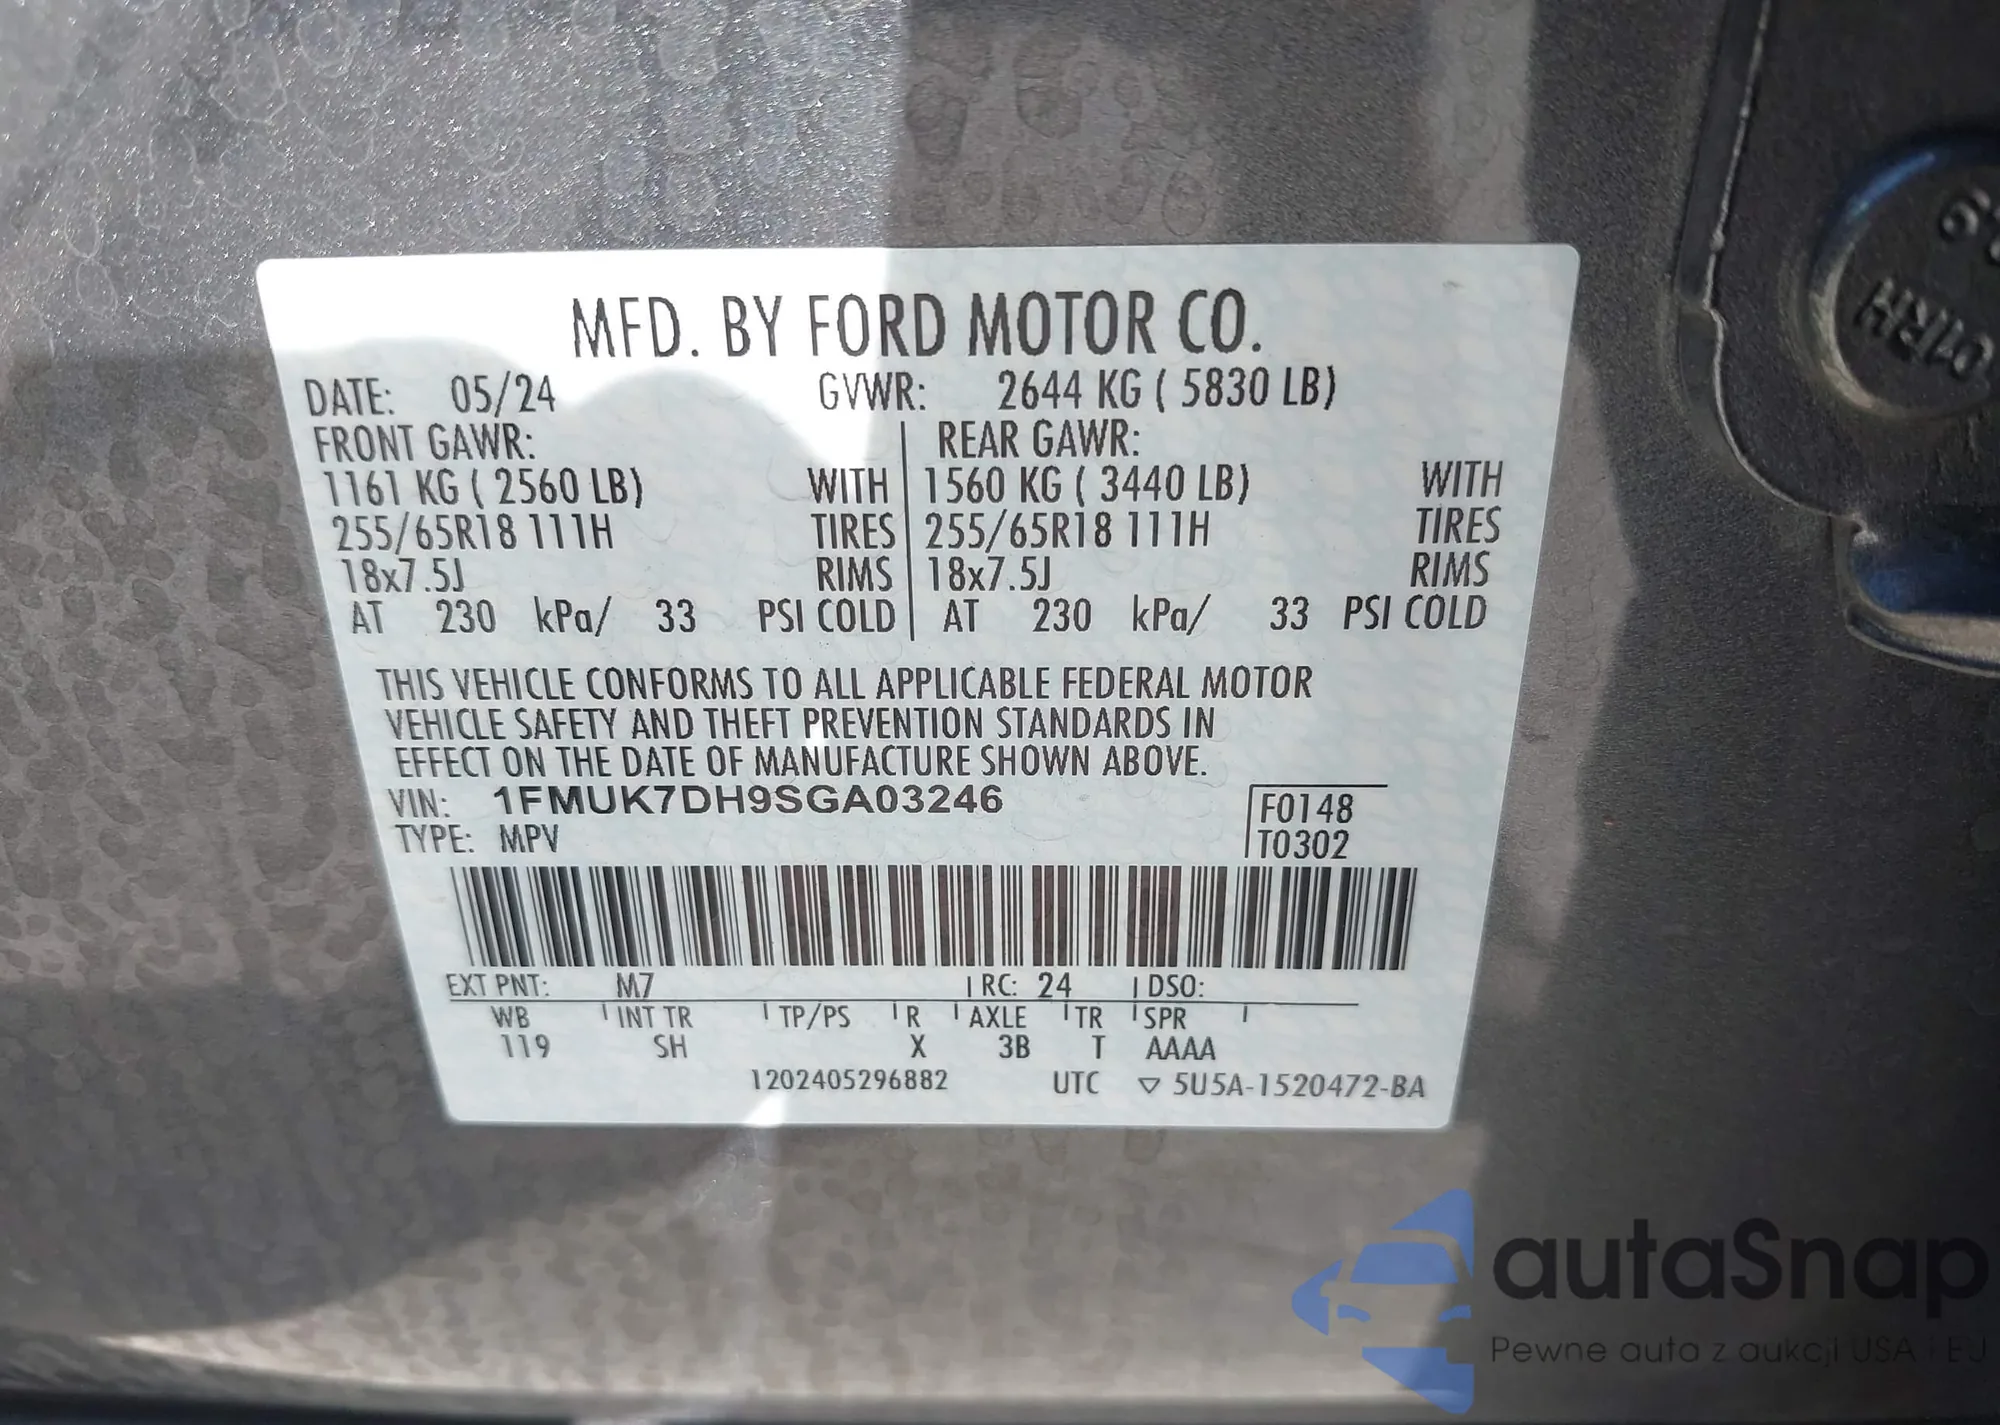 MFD. BY FORD MOTOR CO.
DATE: 05/24 GVWR: 2644 KG ( 5830 LB)
FRONT GAWR: REAR GAWR:
1161 KG ( 2560 LB) WITH 1560 KG ( 3440 LB) WITH
255/65R18 111H TIRES 255/65R18 111H TIRES
18x7.5J RIMS 18x7.5J RIMS
AT 230 kPa/ 33 PSI COLD AT 230 kPa/ 33 PSI COLD
THIS VEHICLE CONFORMS TO ALL APPLICABLE FEDERAL MOTOR
VEHICLE SAFETY AND THEFT PREVENTION STANDARDS IN
EFFECT ON THE DATE OF MANUFACTURE SHOWN ABOVE.
VIN: 1FMUK7DH9SGA03246 F0148
TYPE: MPV T0302
EXT PNT: M7 RC: 24 DSO:
WB INT TR TP/PS R AXLE TR SPR
119 SH X 3B T AAAA
1202405296882 UTC ▽ 5U5A-1520472-BA
01RH
autaSnap
Pewne auta z aukcji USA i EU